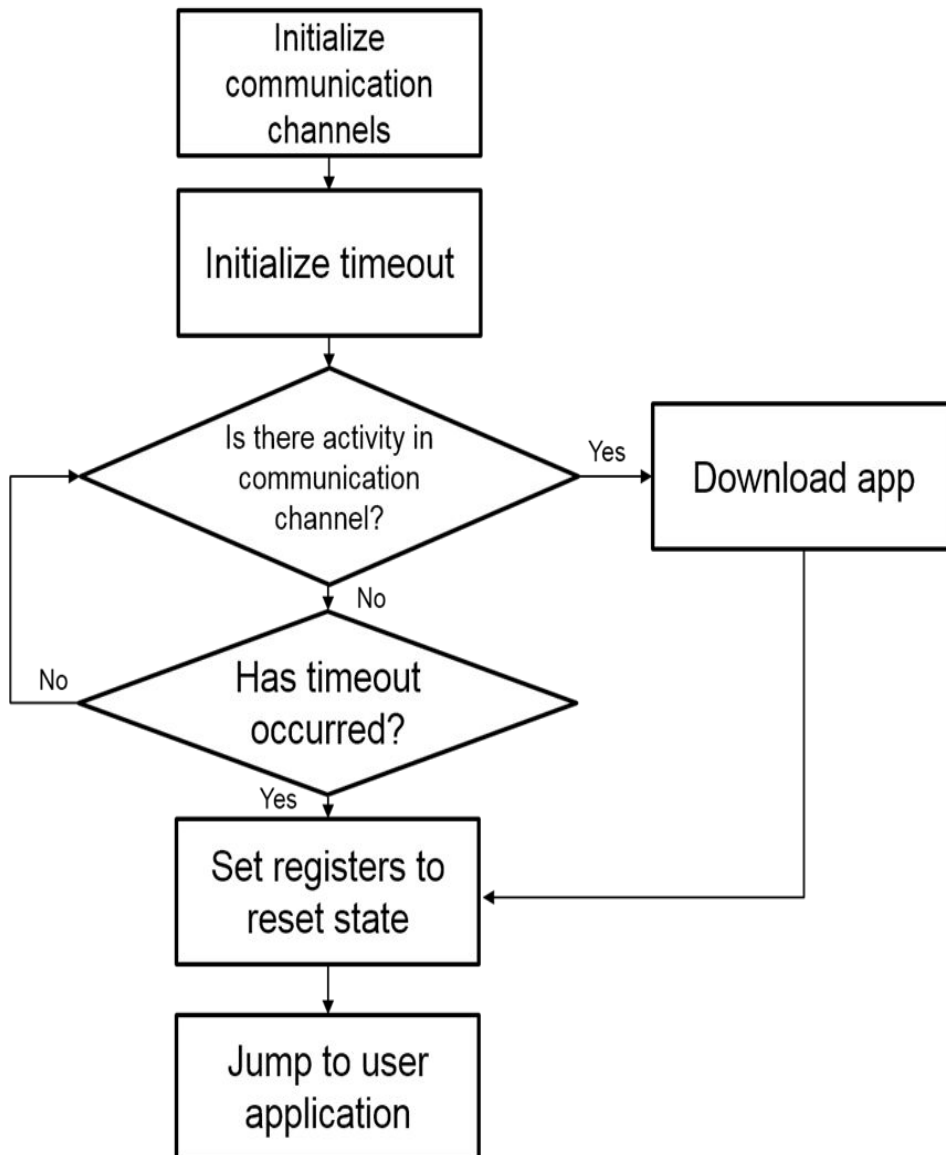 Initialize
communication
channels
Initialize timeout
Is there activity in
communication
channel?
Yes
Download app
No
Has timeout
occurred?
No
Yes
Set registers to
reset state
Jump to user
application